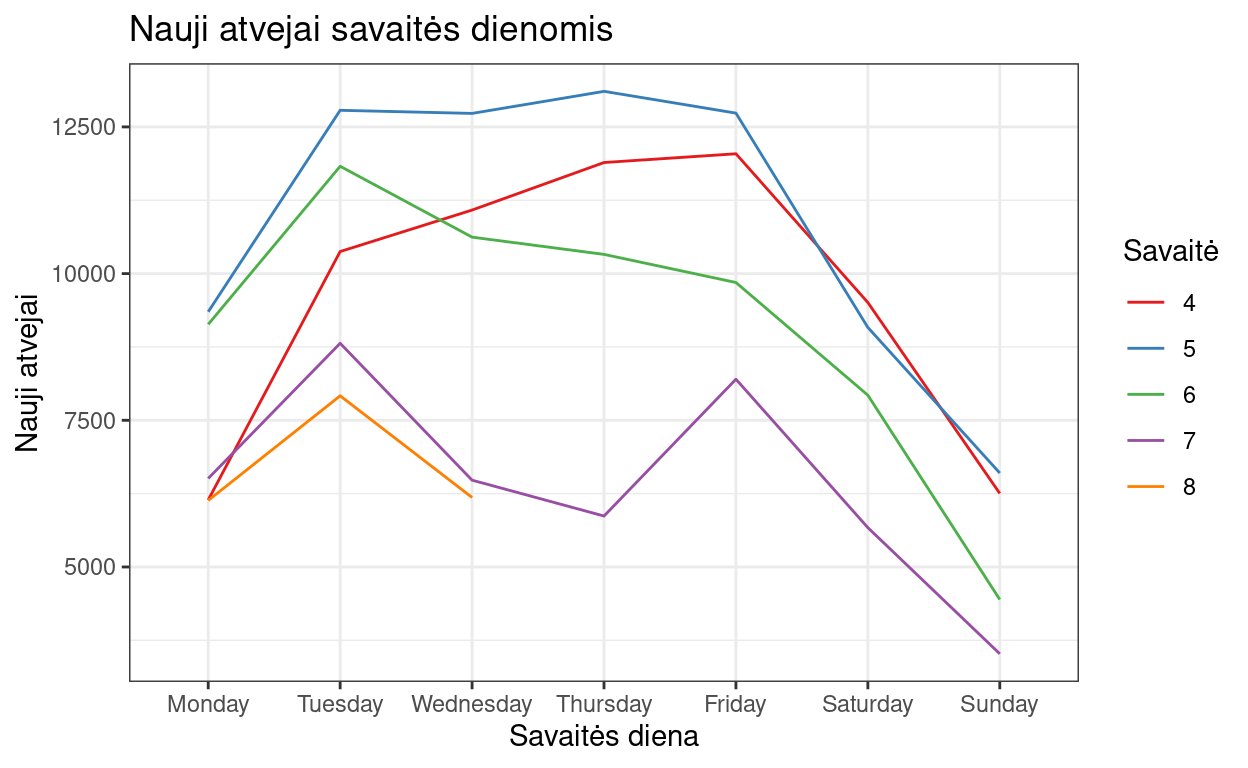 Nauji atvejai savaitės dienomis
Nauji atvejai
12500
10000
7500
5000
Monday Tuesday Wednesday Thursday Friday Saturday Sunday
Savaitės diena
Savaitė
4
5
6
7
8